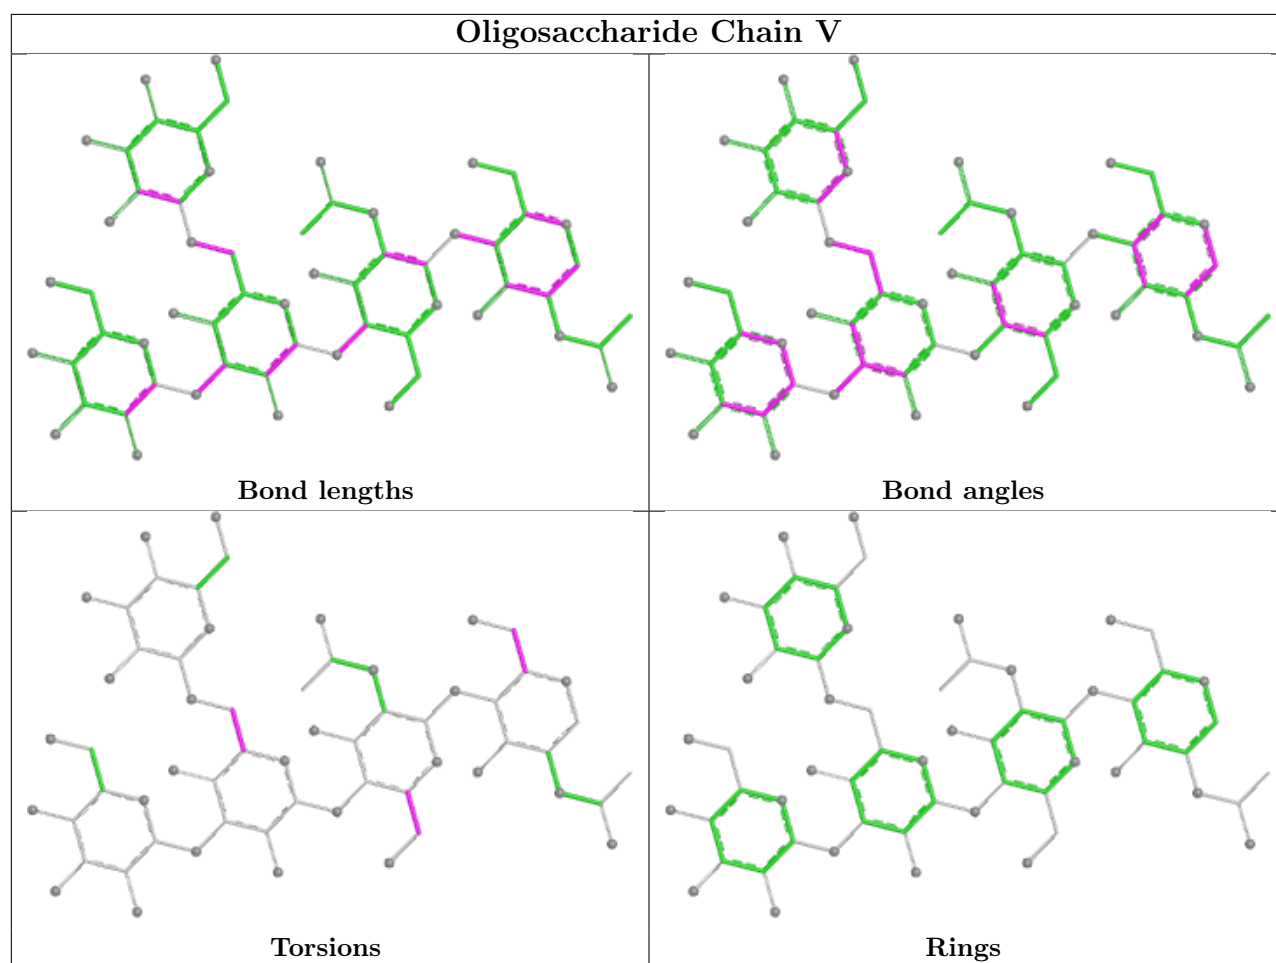 Oligosaccharide Chain V
Bond lengths
Bond angles
Torsions
Rings